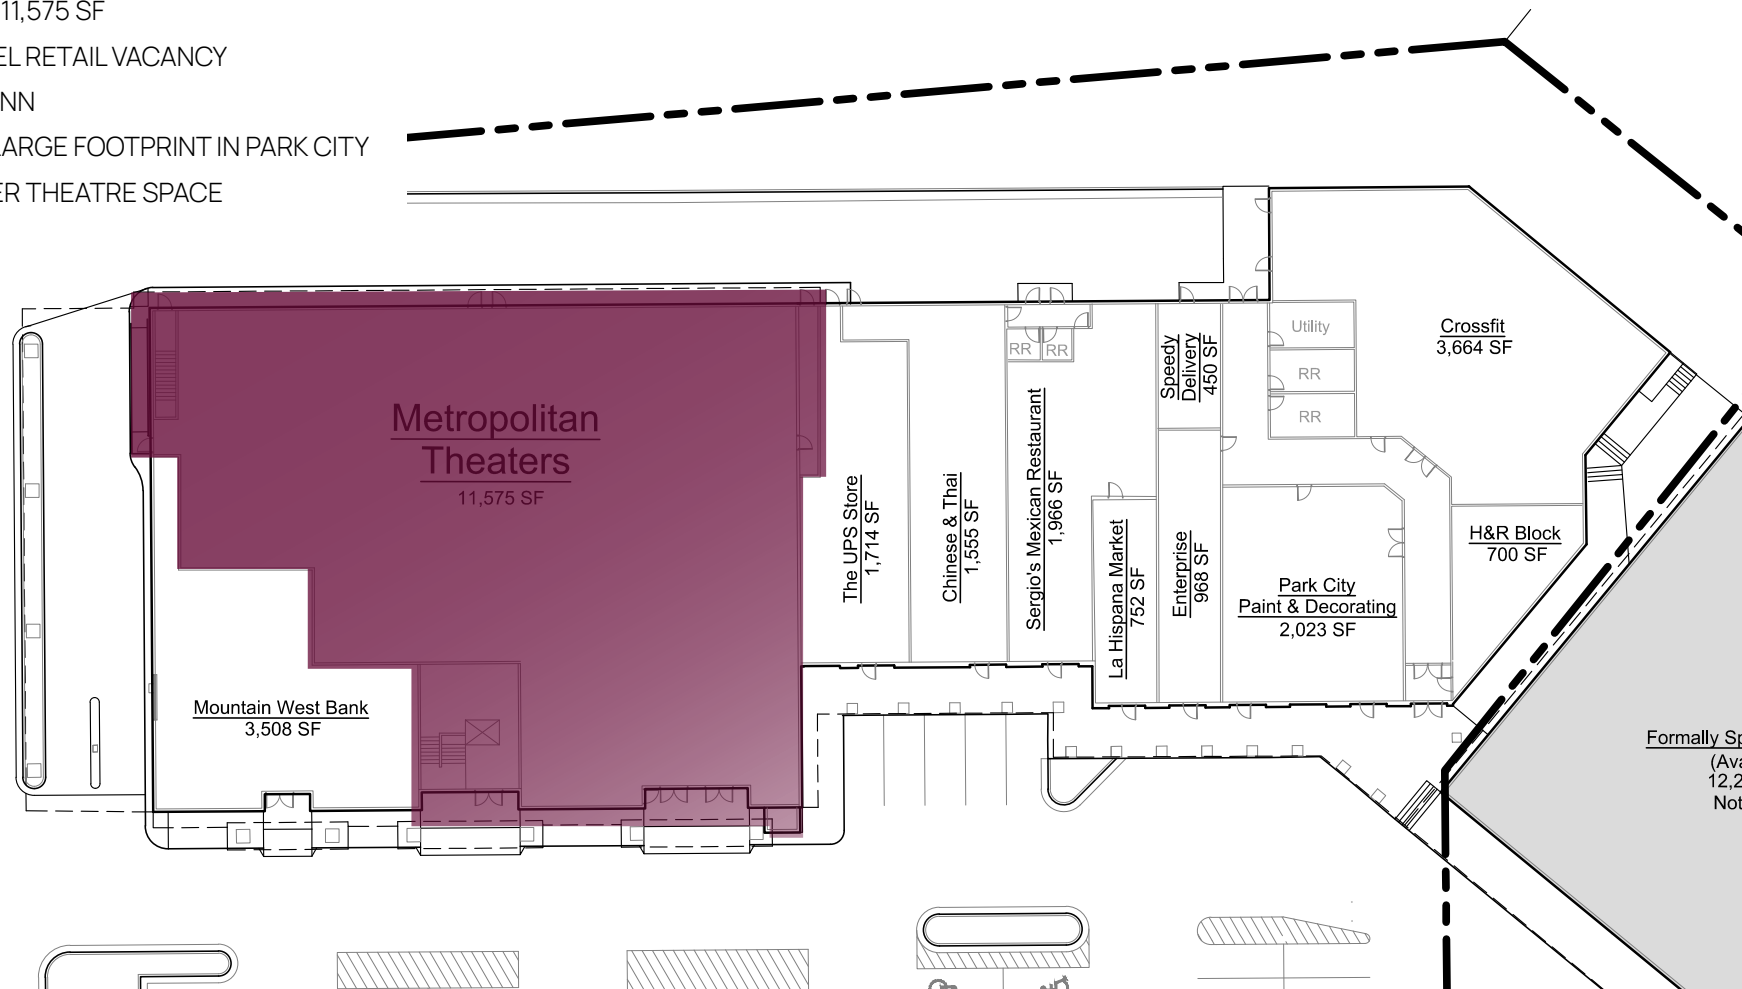 11,575 SF
EL RETAIL VACANCY
NN
LARGE FOOTPRINT IN PARK CITY
ER THEATRE SPACE
Metropolitan
Theaters
11,575 SF
Mountain West Bank
3,508 SF
The UPS Store
1,714 SF
Chinese & Thai
1,555 SF
RR
RR
Sergio's Mexican Restaurant
1,966 SF
La Hispana Market
752 SF
Speedy
Delivery
450 SF
Enterprise
968 SF
Utility
RR
RR
Crossfit
3,664 SF
Park City
Paint & Decorating
2,023 SF
H&R Block
700 SF
Formally Sp
(Ava
12,2
Not